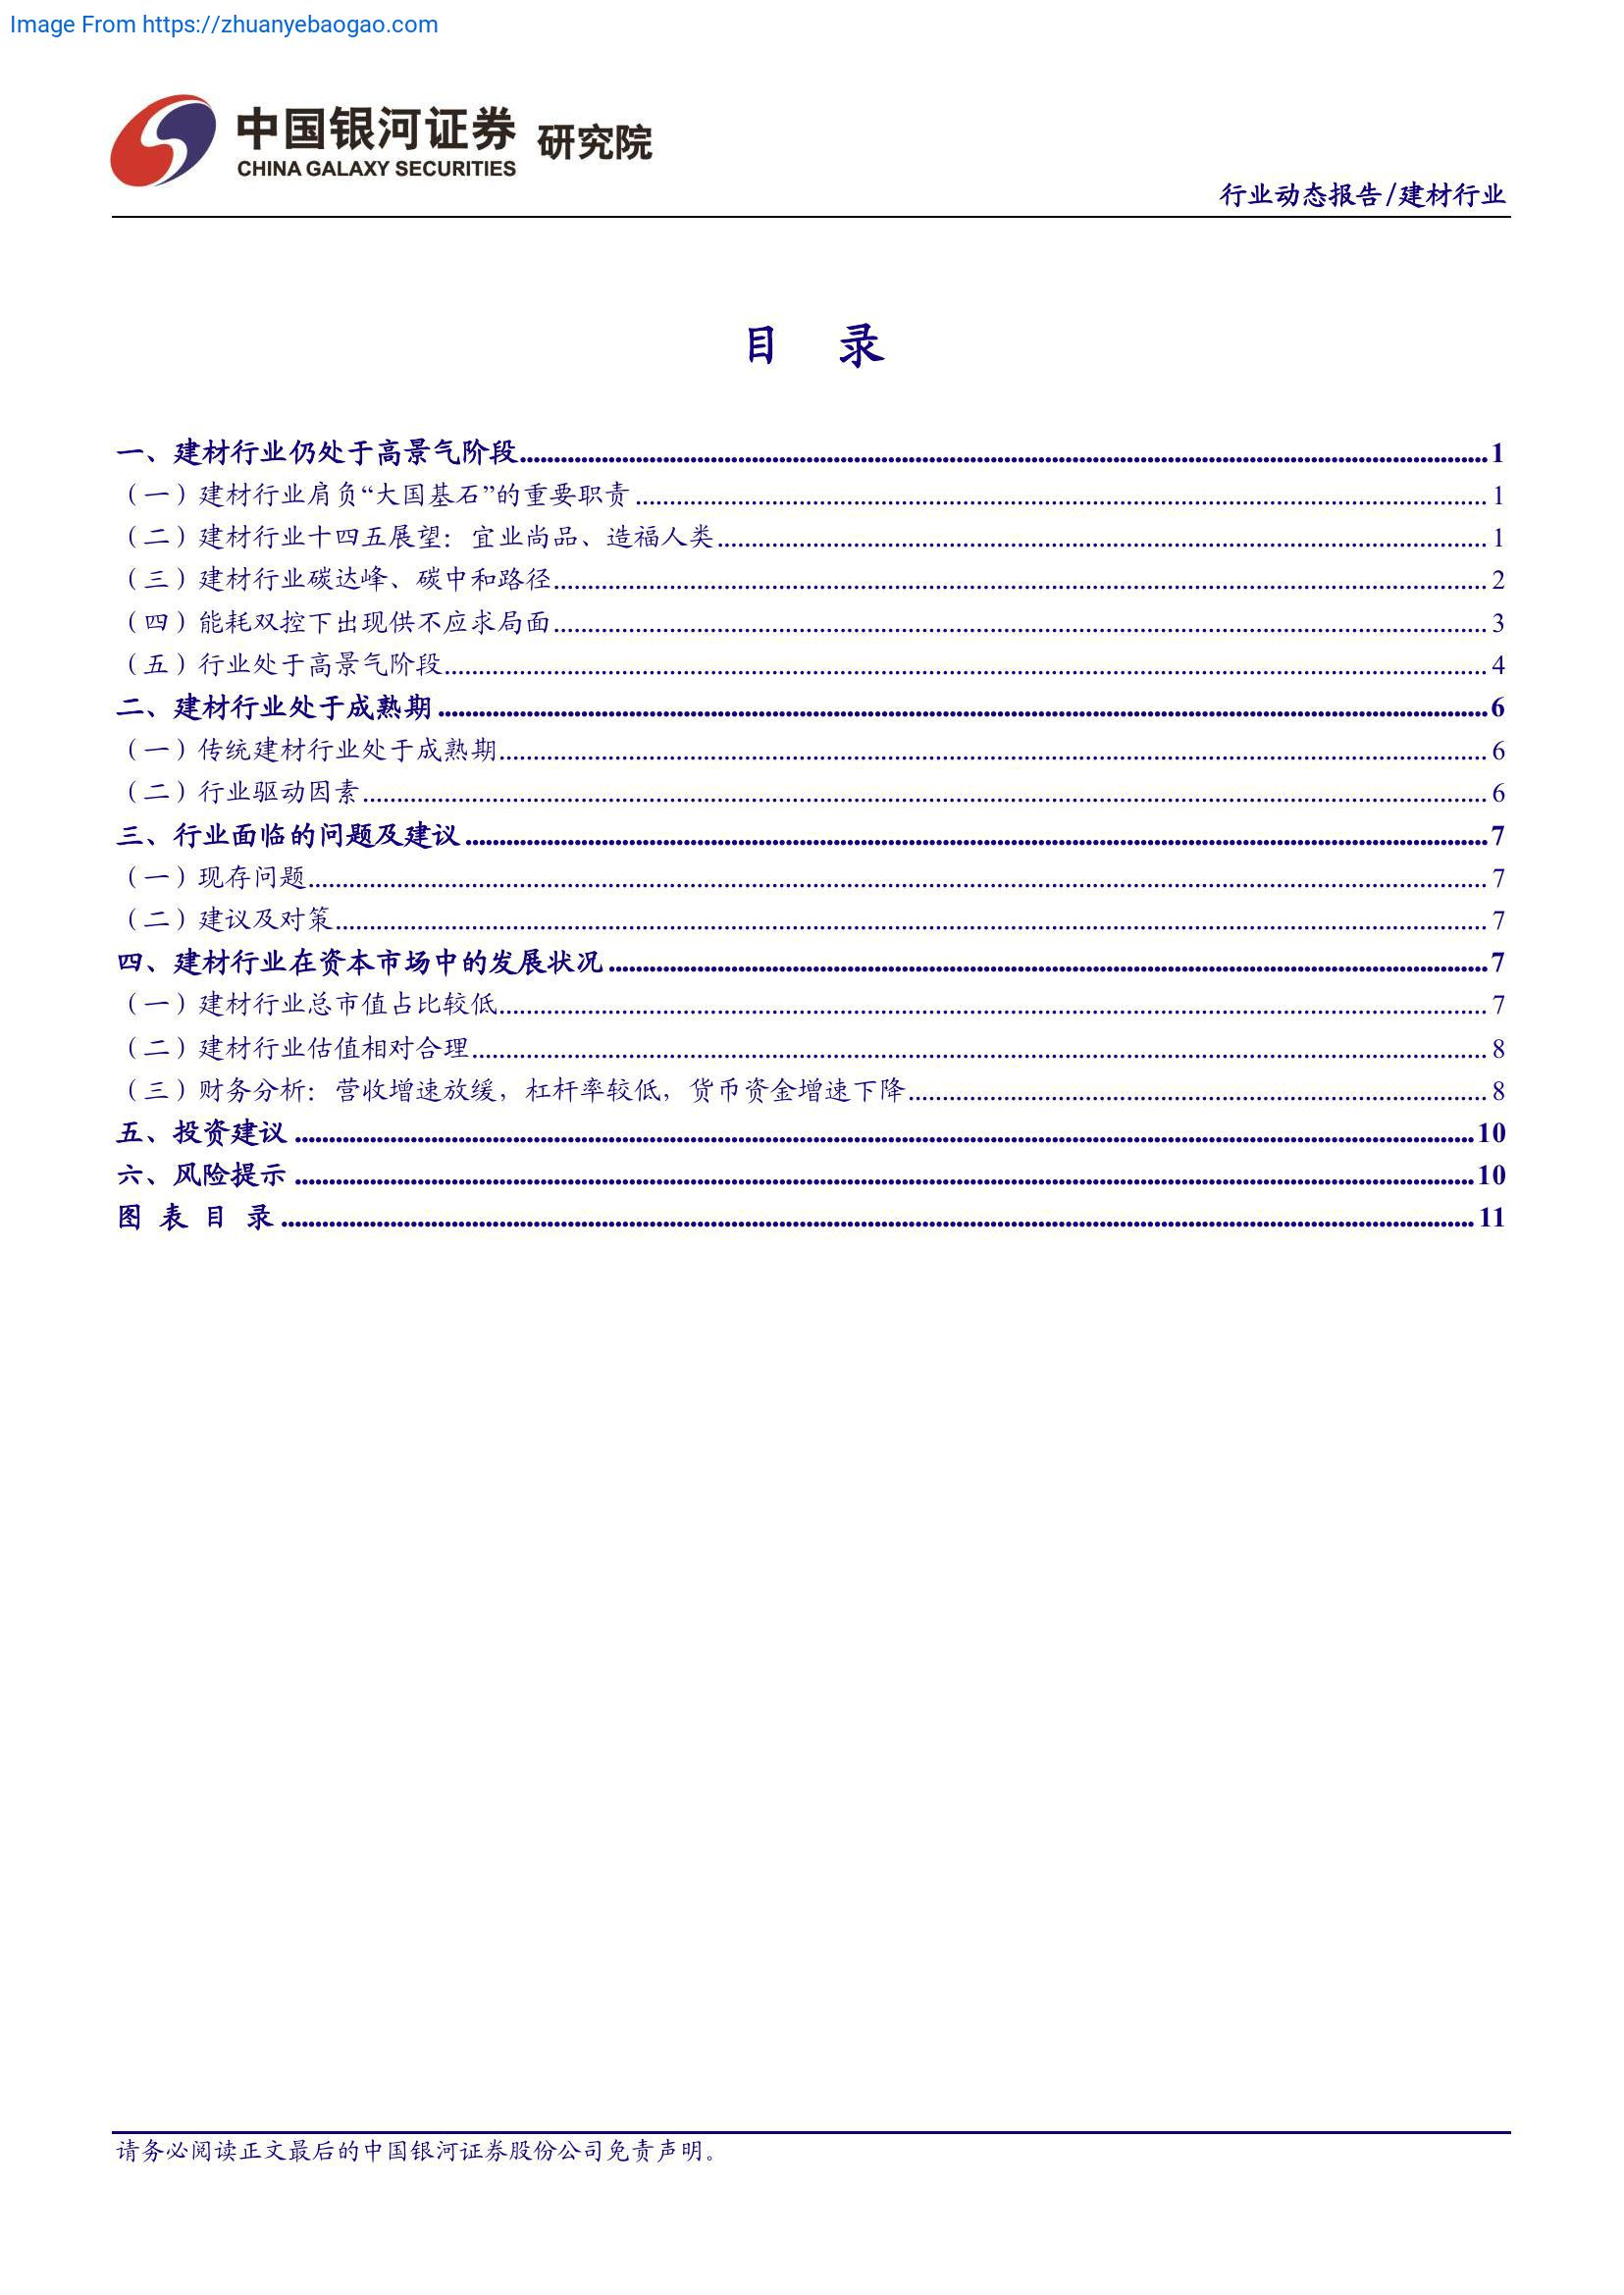 Image From https://zhuanyebaogao.com
中国银河证券 研究院
CHINA GALAXY SECURITIES
行业动态报告/建材行业
目 录
一、建材行业仍处于高景气阶段 1
（一）建材行业肩负“大国基石”的重要职责 1
（二）建材行业十四五展望：宜业尚品、造福人类 1
（三）建材行业碳达峰、碳中和路径 2
（四）能耗双控下出现供不应求局面 3
（五）行业处于高景气阶段 4
二、建材行业处于成熟期 6
（一）传统建材行业处于成熟期 6
（二）行业驱动因素 6
三、行业面临的问题及建议 7
（一）现存问题 7
（二）建议及对策 7
四、建材行业在资本市场中的发展状况 7
（一）建材行业总市值占比较低 7
（二）建材行业估值相对合理 8
（三）财务分析：营收增速放缓，杠杆率较低，货币资金增速下降 8
五、投资建议 10
六、风险提示 10
图 表 目 录 11
请务必阅读正文最后的中国银河证券股份公司免责声明。